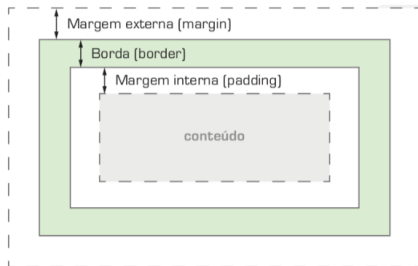 Margem externa (margin)
Borda (border)
Margem interna (padding)
conteúdo